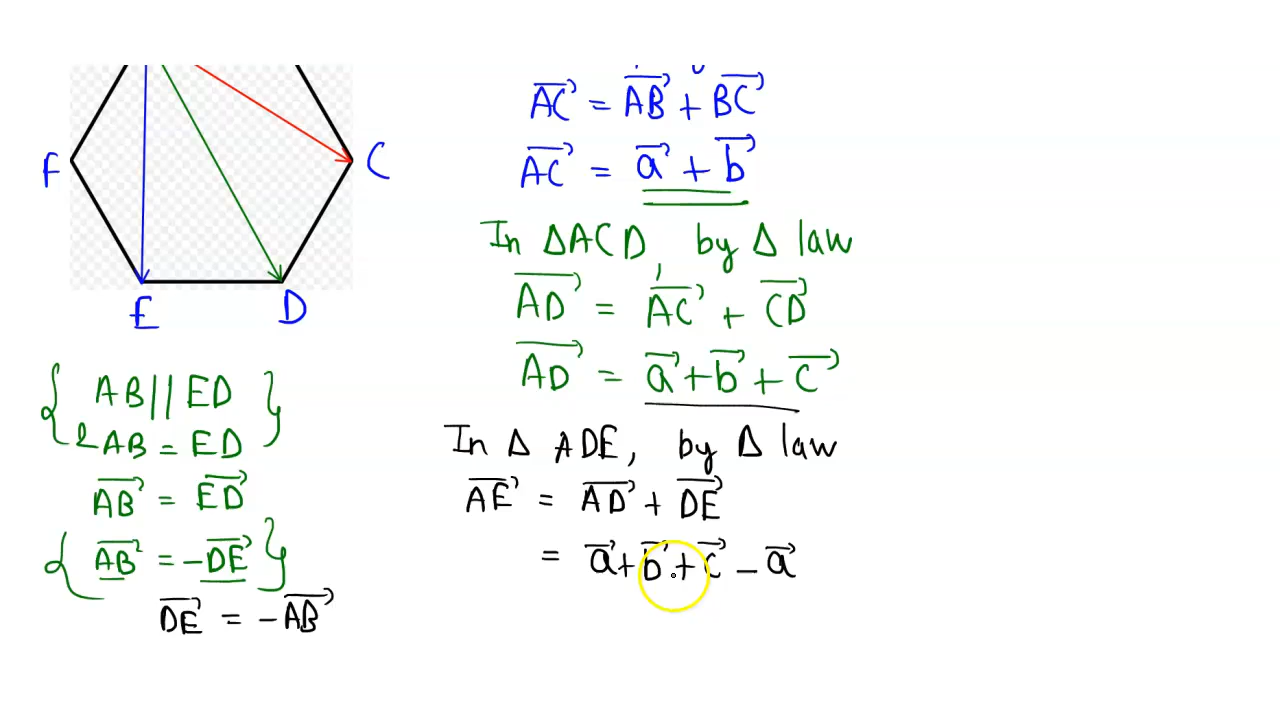 AC⃗ = AB⃗ + BC⃗
AC⃗ = a⃗ + b⃗
In ΔACD, by Δ law
AD⃗ = AC⃗ + CD⃗
AD⃗ = a⃗ + b⃗ + c⃗
In Δ ADE, by Δ law
AE⃗ = AD⃗ + DE⃗
= a⃗ + b⃗ + c⃗ - a⃗
F
C
E
D
{ AB || ED }
& AB = ED
AB⃗ = ED⃗
{ AB⃗ = -DE⃗ }
DE⃗ = -AB⃗